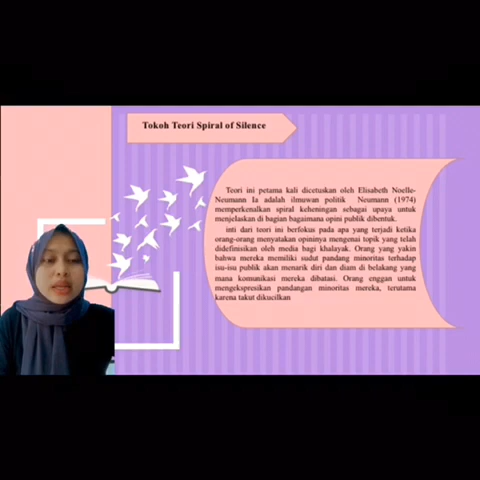 Tokoh Teori Spiral of Silence
Teori ini petama kali dicetuskan oleh Elisabeth Noelle-
Neumann Ia adalah ilmuwan politik Neumann (1974)
memperkenalkan spiral keheningan sebagai upaya untuk
menjelaskan di bagian bagaimana opini publik dibentuk.
inti dari teori ini berfokus pada apa yang terjadi ketika
orang-orang menyatakan opininya mengenai topik yang telah
didefinisikan oleh media bagi khalayak. Orang yang yakin
bahwa mereka memiliki sudut pandang minoritas terhadap
isu-isu publik akan menarik diri dan diam di belakang yang
mana komunikasi mereka dibatasi. Orang enggan untuk
mengekspresikan pandangan minoritas mereka, terutama
karena takut dikucilkan